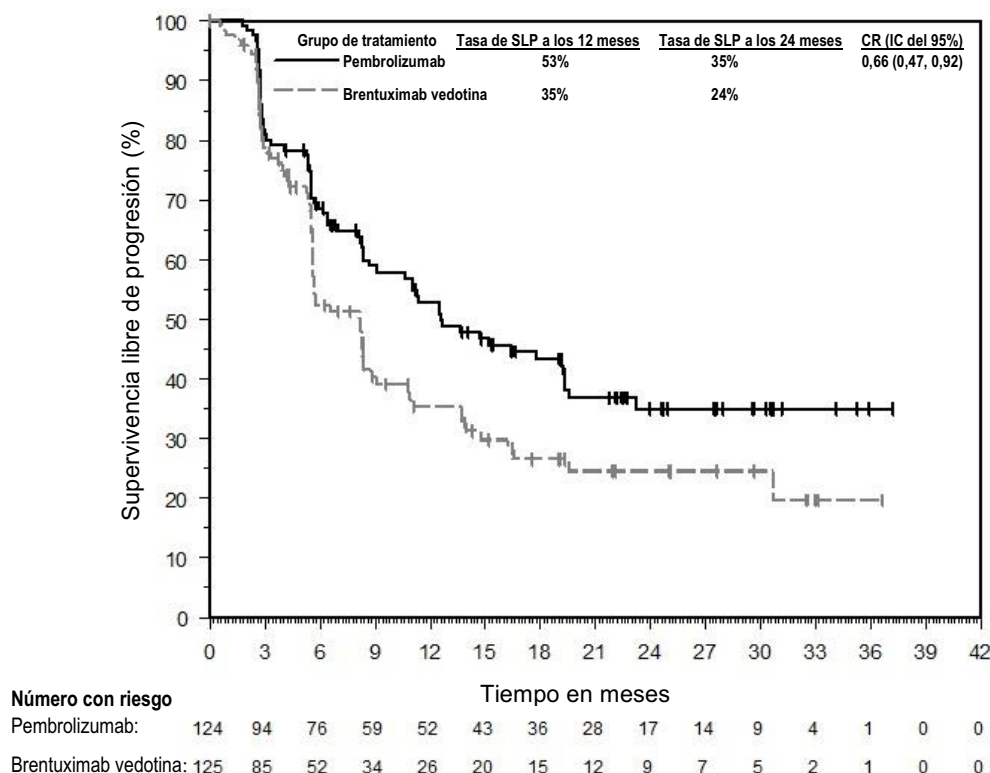 Grupo de tratamiento Tasa de SLP a los 12 meses Tasa de SLP a los 24 meses CR (IC del 95%)
Pembrolizumab 53% 35% 0,66 (0,47, 0,92)
Brentuximab vedotina 35% 24%
Supervivencia libre de progresión (%)
100
90
80
70
60
50
40
30
20
10
0
0 3 6 9 12 15 18 21 24 27 30 33 36 39 42
Tiempo en meses
Número con riesgo
Pembrolizumab: 124 94 76 59 52 43 36 28 17 14 9 4 1 0 0
Brentuximab vedotina: 125 85 52 34 26 20 15 12 9 7 5 2 1 0 0